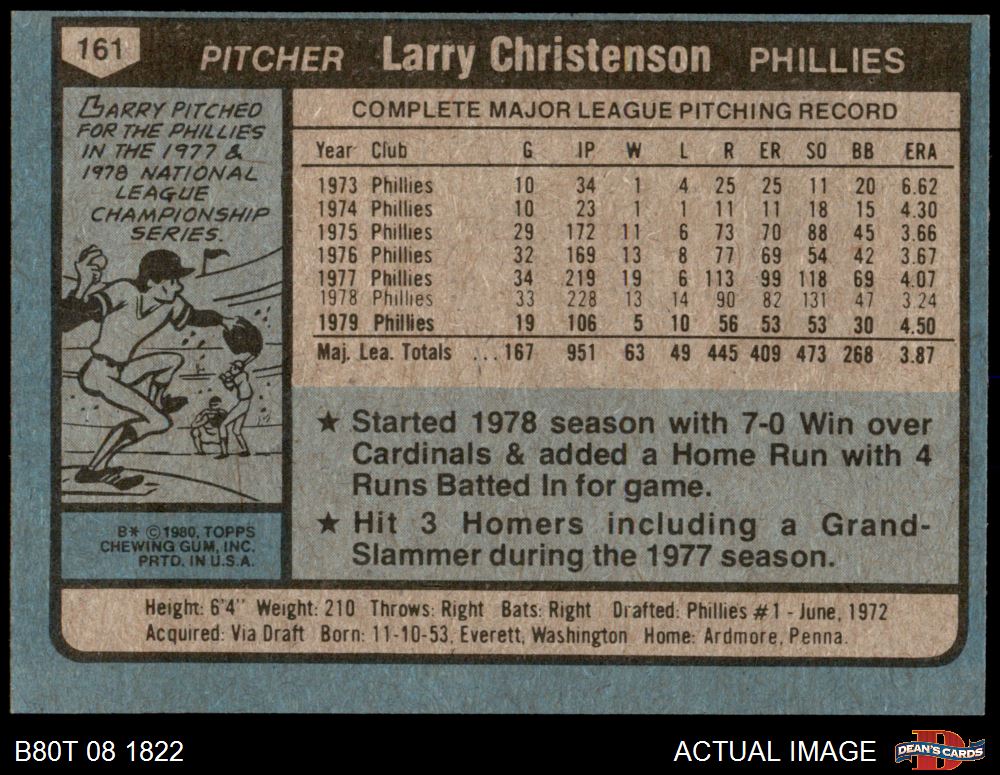 161 PITCHER Larry Christenson PHILLIES
LARRY PITCHED
FOR THE PHILLIES
IN THE 1977 &
1978 NATIONAL
LEAGUE
CHAMPIONSHIP
SERIES.
B* ©1980, TOPPS
CHEWING GUM, INC.
PRTD. IN U.S.A.
COMPLETE MAJOR LEAGUE PITCHING RECORD
Year Club G IP W L R ER SO BB ERA
1973 Phillies 10 34 1 4 25 25 11 20 6.62
1974 Phillies 10 23 1 1 11 11 18 15 4.30
1975 Phillies 29 172 11 6 73 70 88 45 3.66
1976 Phillies 32 169 13 8 77 69 54 42 3.67
1977 Phillies 34 219 19 6 113 99 118 69 4.07
1978 Phillies 33 228 13 14 90 82 131 47 3.24
1979 Phillies 19 106 5 10 56 53 53 30 4.50
Maj. Lea. Totals ...167 951 63 49 445 409 473 268 3.87
★ Started 1978 season with 7-0 Win over
Cardinals & added a Home Run with 4
Runs Batted In for game.
★ Hit 3 Homers including a Grand-
Slammer during the 1977 season.
Height: 6'4" Weight: 210 Throws: Right Bats: Right Drafted: Phillies #1 - June, 1972
Acquired: Via Draft Born: 11-10-53, Everett, Washington Home: Ardmore, Penna.
B80T 08 1822
ACTUAL IMAGE
DEAN'S CARDS